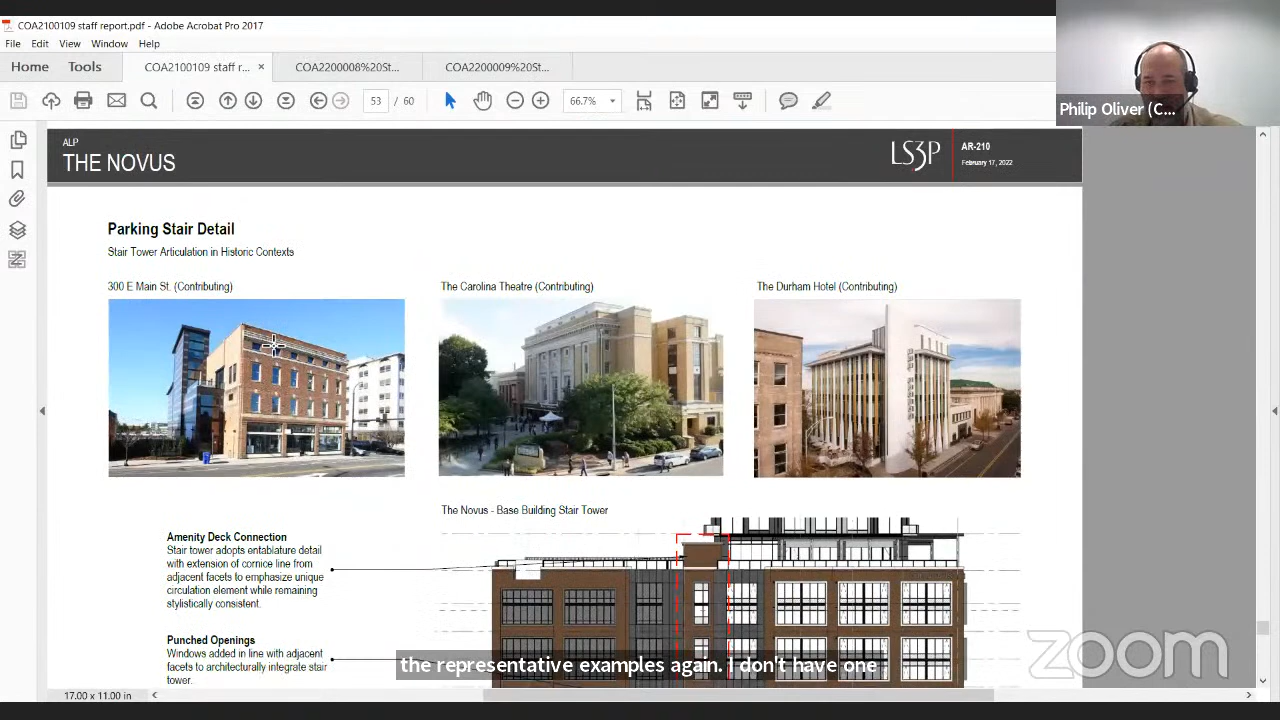 COA2100109 staff report.pdf - Adobe Acrobat Pro 2017
File Edit View Window Help
Home Tools COA2100109 staff r... × COA2200008%20St... COA2200009%20St...
53 / 60 66.7%
Philip Oliver (C...
ALP
THE NOVUS
LS3P
AR-210
February 17, 2022
Parking Stair Detail
Stair Tower Articulation in Historic Contexts
300 E Main St. (Contributing)
The Carolina Theatre (Contributing)
The Durham Hotel (Contributing)
The Novus - Base Building Stair Tower
Amenity Deck Connection
Stair tower adopts entablature detail
with extension of cornice line from
adjacent facets to emphasize unique
circulation element while remaining
stylistically consistent.
Punched Openings
Windows added in line with adjacent
facets to architecturally integrate stair
tower.
the representative examples again. I don't have one
zoom
17.00 x 11.00 in